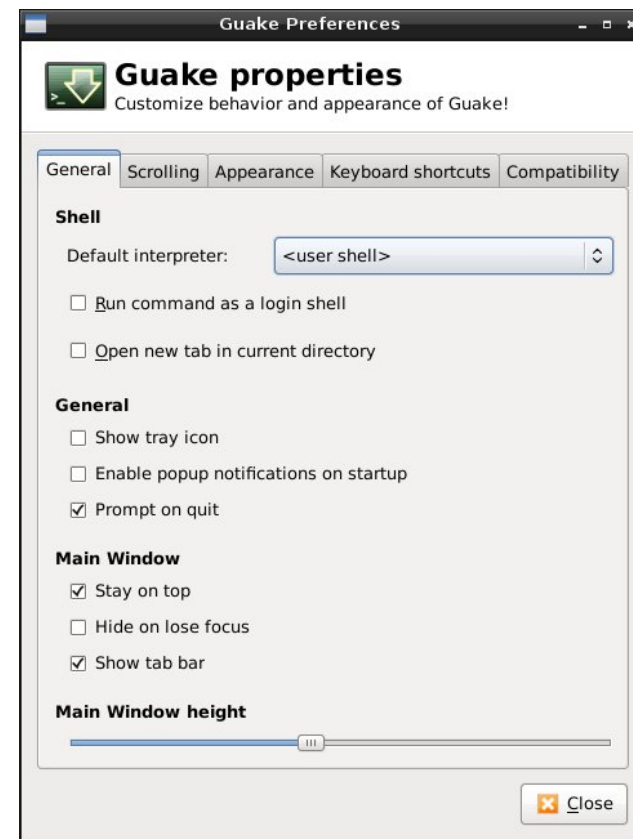 Guake Preferences
Guake properties
Customize behavior and appearance of Guake!
General Scrolling Appearance Keyboard shortcuts Compatibility
Shell
Default interpreter: <user shell>
Run command as a login shell
Open new tab in current directory
General
Show tray icon
Enable popup notifications on startup
Prompt on quit
Main Window
Stay on top
Hide on lose focus
Show tab bar
Main Window height
Close